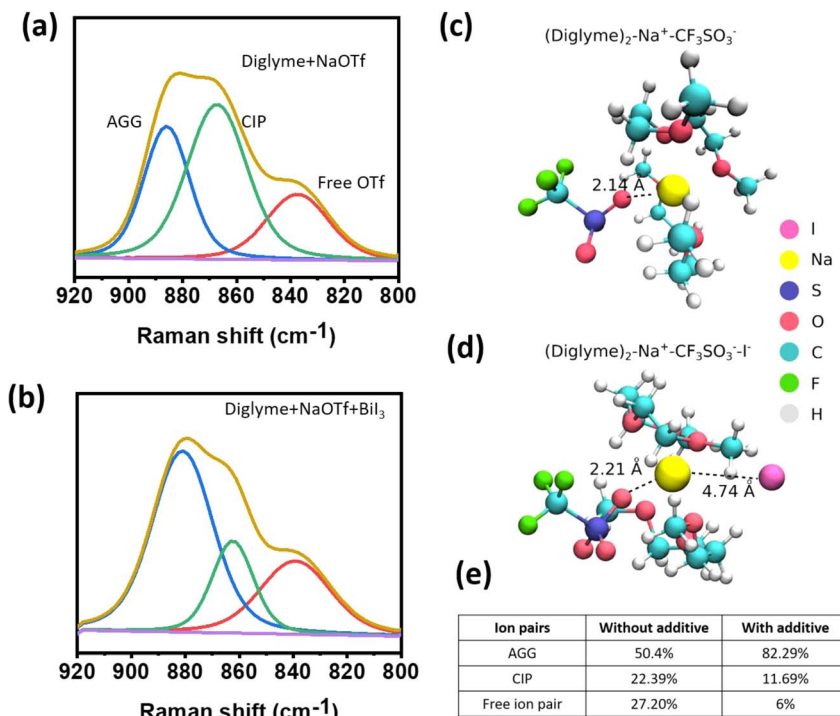 (a)
Diglyme+NaOTf
AGG
CIP
Free OTf
920 900 880 860 840 820 800
Raman shift (cm-1)
(b)
Diglyme+NaOTf+BiI3
920 900 880 860 840 820 800
Raman shift (cm-1)
(c)
(Diglyme)2-Na+-CF3SO3-
2.14 Å
I
Na
S
O
C
F
H
(d)
(Diglyme)2-Na+-CF3SO3--I-
2.21 Å
4.74 Å
(e)
Ion pairs Without additive With additive
AGG 50.4% 82.29%
CIP 22.39% 11.69%
Free ion pair 27.20% 6%